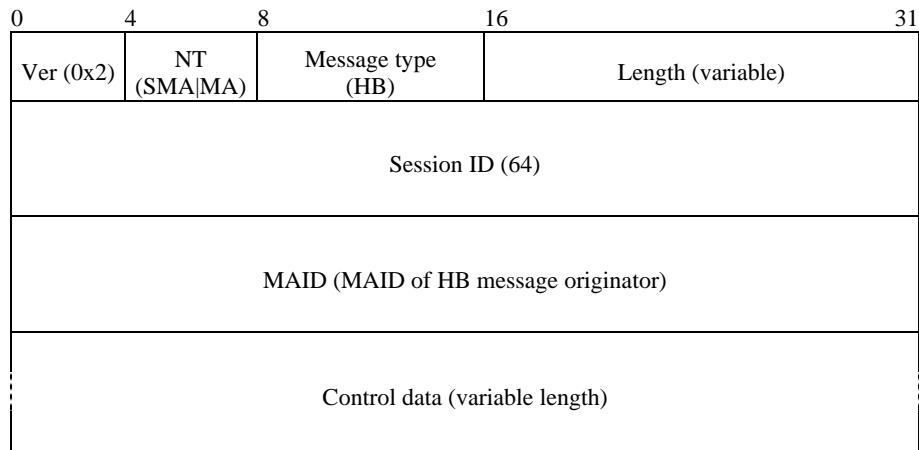 0 4 8 16 31
Ver (0x2) NT (SMA|MA) Message type (HB) Length (variable)
Session ID (64)
MAID (MAID of HB message originator)
Control data (variable length)